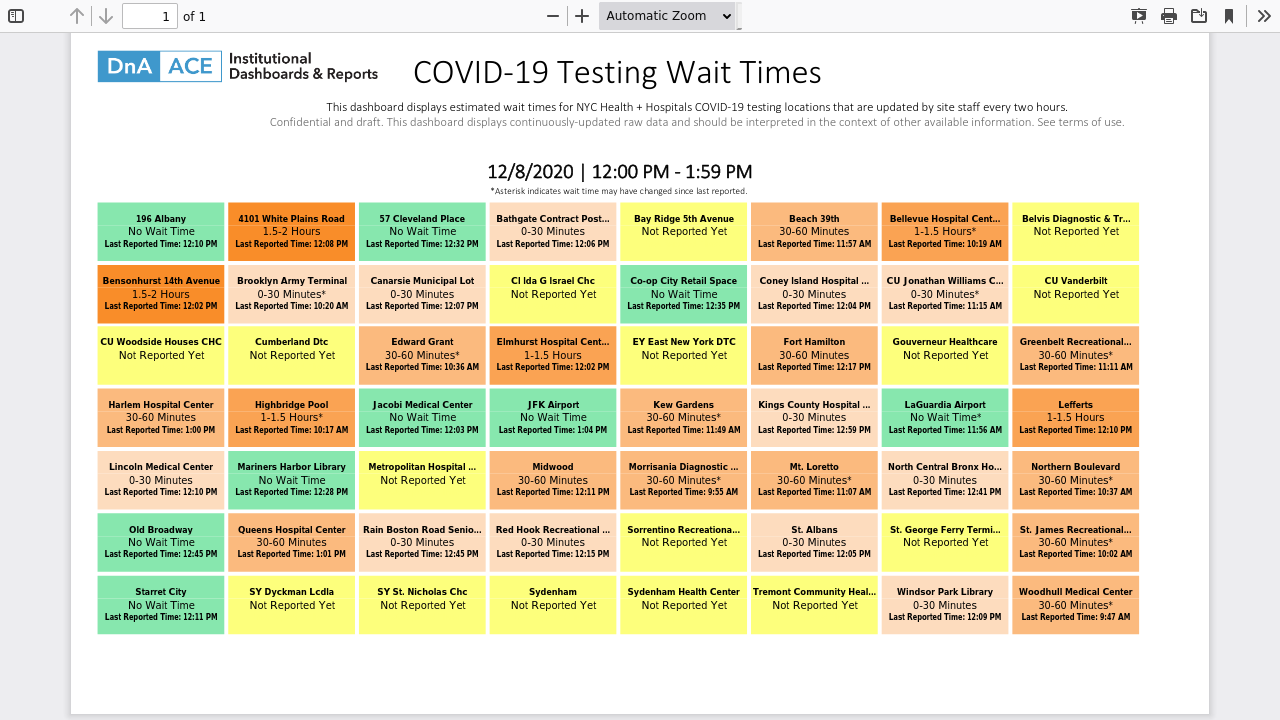 1 of 1 Automatic Zoom
DnA ACE Institutional Dashboards & Reports
COVID-19 Testing Wait Times
This dashboard displays estimated wait times for NYC Health + Hospitals COVID-19 testing locations that are updated by site staff every two hours.
Confidential and draft. This dashboard displays continuously-updated raw data and should be interpreted in the context of other available information. See terms of use.
12/8/2020 | 12:00 PM - 1:59 PM
*Asterisk indicates wait time may have changed since last reported.
196 Albany
No Wait Time
Last Reported Time: 12:10 PM
4101 White Plains Road
1.5-2 Hours
Last Reported Time: 12:08 PM
57 Cleveland Place
No Wait Time
Last Reported Time: 12:32 PM
Bathgate Contract Post...
0-30 Minutes
Last Reported Time: 12:06 PM
Bay Ridge 5th Avenue
Not Reported Yet
Beach 39th
30-60 Minutes
Last Reported Time: 11:57 AM
Bellevue Hospital Cent...
1-1.5 Hours*
Last Reported Time: 10:19 AM
Belvis Diagnostic & Tr...
Not Reported Yet
Bensonhurst 14th Avenue
1.5-2 Hours
Last Reported Time: 12:02 PM
Brooklyn Army Terminal
0-30 Minutes*
Last Reported Time: 10:20 AM
Canarsie Municipal Lot
0-30 Minutes
Last Reported Time: 12:07 PM
Cl Ida G Israel Chc
Not Reported Yet
Co-op City Retail Space
No Wait Time
Last Reported Time: 12:35 PM
Coney Island Hospital ...
0-30 Minutes
Last Reported Time: 12:04 PM
CU Jonathan Williams C...
0-30 Minutes*
Last Reported Time: 11:15 AM
CU Vanderbilt
Not Reported Yet
CU Woodside Houses CHC
Not Reported Yet
Cumberland Dtc
Not Reported Yet
Edward Grant
30-60 Minutes*
Last Reported Time: 10:36 AM
Elmhurst Hospital Cent...
1-1.5 Hours
Last Reported Time: 12:02 PM
EY East New York DTC
Not Reported Yet
Fort Hamilton
30-60 Minutes
Last Reported Time: 12:17 PM
Gouverneur Healthcare
Not Reported Yet
Greenbelt Recreational...
30-60 Minutes*
Last Reported Time: 11:11 AM
Harlem Hospital Center
30-60 Minutes
Last Reported Time: 1:00 PM
Highbridge Pool
1-1.5 Hours*
Last Reported Time: 10:17 AM
Jacobi Medical Center
No Wait Time
Last Reported Time: 12:03 PM
JFK Airport
No Wait Time
Last Reported Time: 1:04 PM
Kew Gardens
30-60 Minutes*
Last Reported Time: 11:49 AM
Kings County Hospital ...
0-30 Minutes
Last Reported Time: 12:59 PM
LaGuardia Airport
No Wait Time*
Last Reported Time: 11:56 AM
Lefferts
1-1.5 Hours
Last Reported Time: 12:10 PM
Lincoln Medical Center
0-30 Minutes
Last Reported Time: 12:10 PM
Mariners Harbor Library
No Wait Time
Last Reported Time: 12:28 PM
Metropolitan Hospital ...
Not Reported Yet
Midwood
30-60 Minutes
Last Reported Time: 12:11 PM
Morrisania Diagnostic ...
30-60 Minutes*
Last Reported Time: 9:55 AM
Mt. Loretto
30-60 Minutes*
Last Reported Time: 11:07 AM
North Central Bronx Ho...
0-30 Minutes
Last Reported Time: 12:41 PM
Northern Boulevard
30-60 Minutes*
Last Reported Time: 10:37 AM
Old Broadway
No Wait Time
Last Reported Time: 12:45 PM
Queens Hospital Center
30-60 Minutes
Last Reported Time: 1:01 PM
Rain Boston Road Senio...
0-30 Minutes
Last Reported Time: 12:45 PM
Red Hook Recreational ...
0-30 Minutes
Last Reported Time: 12:15 PM
Sorrentino Recreationa...
Not Reported Yet
St. Albans
0-30 Minutes
Last Reported Time: 12:05 PM
St. George Ferry Termi...
Not Reported Yet
St. James Recreational...
30-60 Minutes*
Last Reported Time: 10:02 AM
Starret City
No Wait Time
Last Reported Time: 12:11 PM
SY Dyckman Lcdla
Not Reported Yet
SY St. Nicholas Chc
Not Reported Yet
Sydenham
Not Reported Yet
Sydenham Health Center
Not Reported Yet
Tremont Community Heal...
Not Reported Yet
Windsor Park Library
0-30 Minutes
Last Reported Time: 12:09 PM
Woodhull Medical Center
30-60 Minutes*
Last Reported Time: 9:47 AM